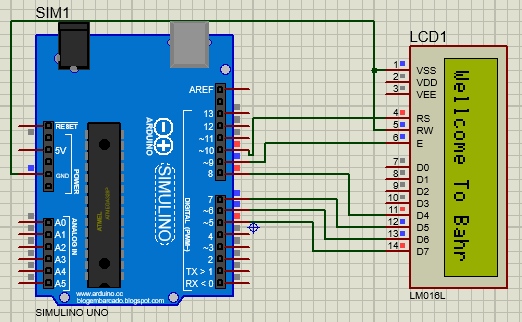 SIM1
LCD1
AREF
13
12
11
~10
~9
8
7
~6
~5
4
~3
2
TX > 1
RX < 0
RESET
5V
GND
POWER
A0
A1
A2
A3
A4
A5
ANALOG IN
ATMEL
ARDUINO
SIMULINO
DIGITAL (PWM~)
www.arduino.cc
blogembarcado.blogspot.com
SIMULINO UNO
1 VSS
2 VDD
3 VEE
4 RS
5 RW
6 E
7 D0
8 D1
9 D2
10 D3
11 D4
12 D5
13 D6
14 D7
Wellcome To Bahr
LM016L